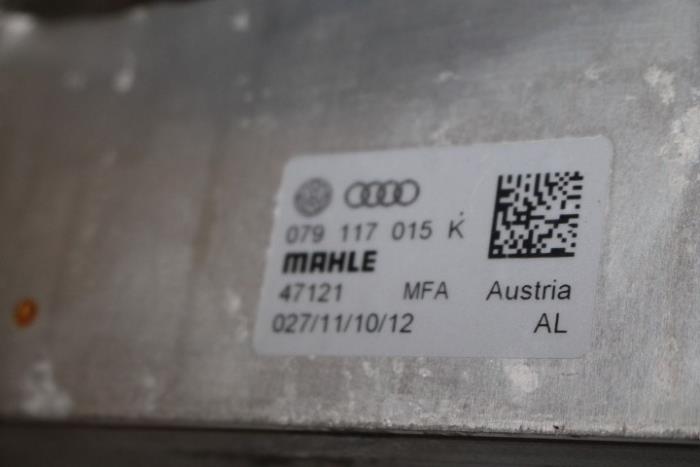 079 117 015 K
MAHLE
47121 MFA Austria
027/11/10/12 AL